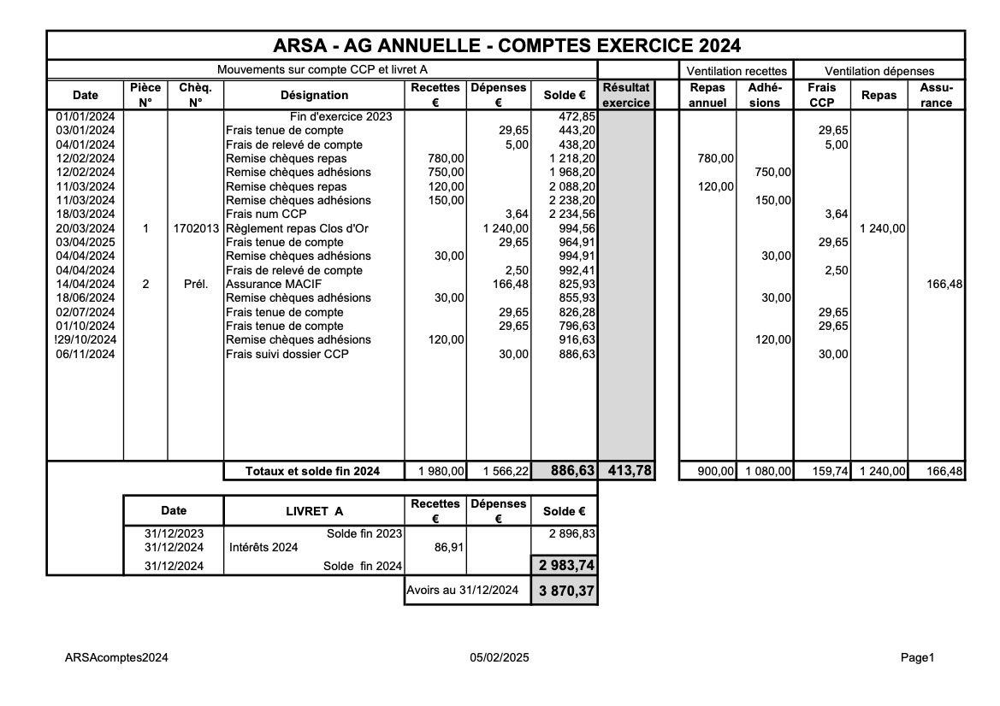 ARSA - AG ANNUELLE - COMPTES EXERCICE 2024
Mouvements sur compte CCP et livret A Ventilation recettes Ventilation dépenses
Date Pièce N° Chèq. N° Désignation Recettes € Dépenses € Solde € Résultat exercice Repas annuel Adhé-sions Frais CCP Repas Assu-rance
01/01/2024 Fin d'exercice 2023 472,85
03/01/2024 Frais tenue de compte 29,65 443,20 29,65
04/01/2024 Frais de relevé de compte 5,00 438,20 5,00
12/02/2024 Remise chèques repas 780,00 1 218,20 780,00
12/02/2024 Remise chèques adhésions 750,00 1 968,20 750,00
11/03/2024 Remise chèques repas 120,00 2 088,20 120,00
11/03/2024 Remise chèques adhésions 150,00 2 238,20 150,00
18/03/2024 Frais num CCP 3,64 2 234,56 3,64
20/03/2024 1 1702013 Règlement repas Clos d'Or 1 240,00 994,56 1 240,00
03/04/2025 Frais tenue de compte 29,65 964,91 29,65
04/04/2024 Remise chèques adhésions 30,00 994,91 30,00
04/04/2024 Frais de relevé de compte 2,50 992,41 2,50
14/04/2024 2 Prél. Assurance MACIF 166,48 825,93 166,48
18/06/2024 Remise chèques adhésions 30,00 855,93 30,00
02/07/2024 Frais tenue de compte 29,65 826,28 29,65
01/10/2024 Frais tenue de compte 29,65 796,63 29,65
!29/10/2024 Remise chèques adhésions 120,00 916,63 120,00
06/11/2024 Frais suivi dossier CCP 30,00 886,63 30,00
Totaux et solde fin 2024 1 980,00 1 566,22 886,63 413,78 900,00 1 080,00 159,74 1 240,00 166,48
Date LIVRET A Recettes € Dépenses € Solde €
31/12/2023 Solde fin 2023 2 896,83
31/12/2024 Intérêts 2024 86,91
31/12/2024 Solde fin 2024 2 983,74
Avoirs au 31/12/2024 3 870,37
ARSAcomptes2024 05/02/2025 Page1